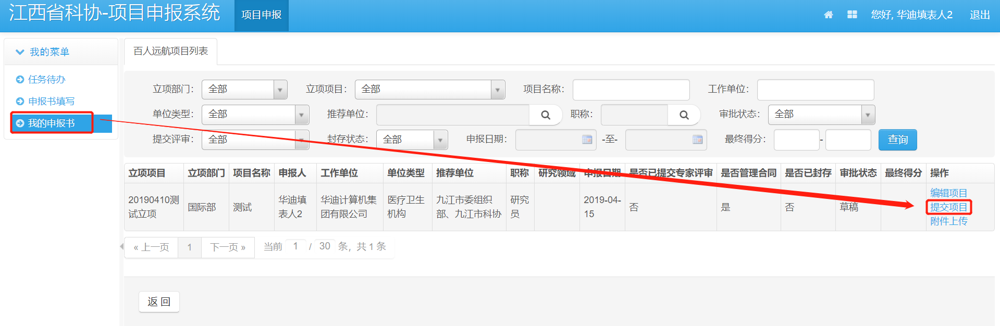 江西省科协-项目申报系统 项目申报 您好, 华迪填表人2 退出
我的菜单
任务待办
申报书填写
我的申报书
百人远航项目列表
立项部门： 全部 立项项目： 全部 项目名称： 工作单位：
单位类型： 全部 推荐单位： 职称： 审批状态： 全部
提交评审： 全部 封存状态： 全部 申报日期： -至- 最终得分： - 查询
立项项目 立项部门 项目名称 申报人 工作单位 单位类型 推荐单位 职称 研究领域 申报日期 是否已提交专家评审 是否管理合同 是否已封存 审批状态 最终得分 操作
20190410测试立项 国际部 测试 华迪填表人2 华迪计算机集团有限公司 医疗卫生机构 九江市委组织部、九江市科协 研究员 2019-04-15 否 是 否 草稿 编辑项目
提交项目
附件上传
« 上一页 1 下一页 » 当前 1 / 30 条，共 1 条
返 回